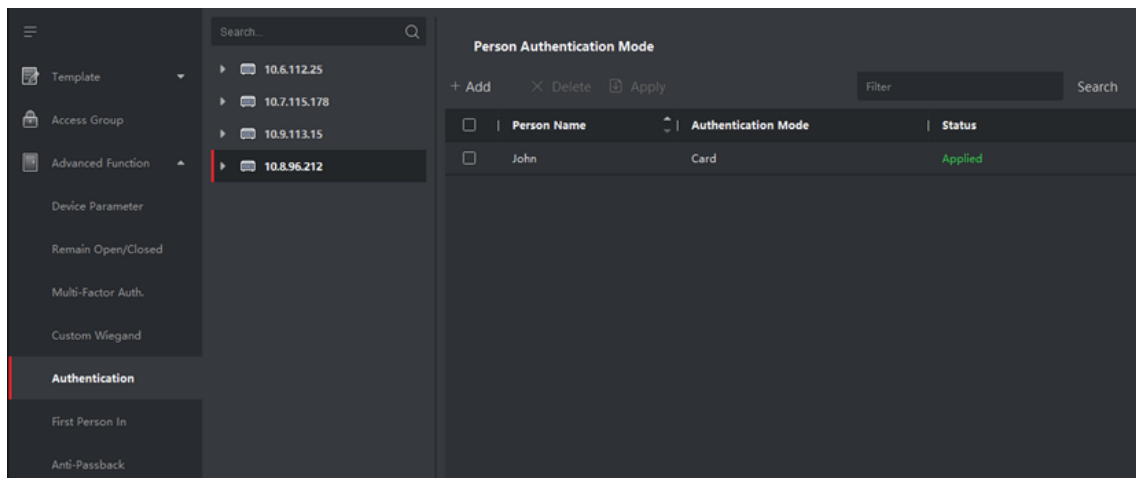 Search...
Template
Access Group
Advanced Function
Device Parameter
Remain Open/Closed
Multi-Factor Auth.
Custom Wiegand
Authentication
First Person In
Anti-Passback
10.6.112.25
10.7.115.178
10.9.113.15
10.8.96.212
Person Authentication Mode
+ Add × Delete Apply Filter Search
Person Name | Authentication Mode | Status
John Card Applied